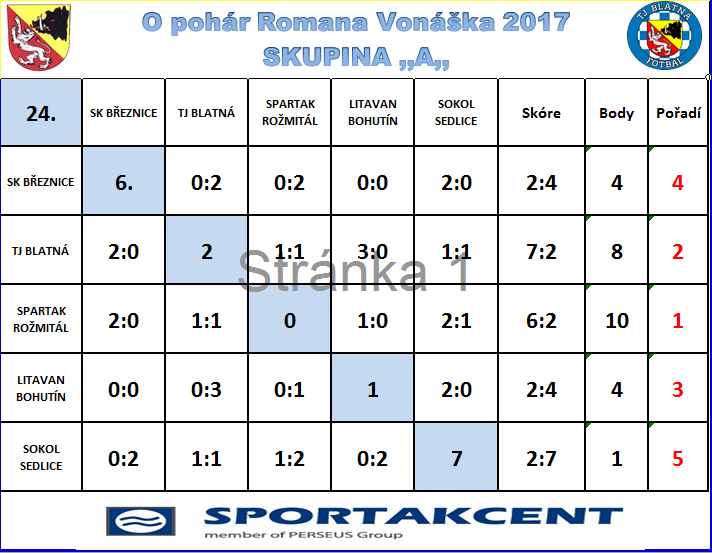 O pohár Romana Vonáška 2017
SKUPINA „A„
TJ BLATNÁ
FOTBAL
24. SK BŘEZNICE TJ BLATNÁ SPARTAK ROŽMITÁL LITAVAN BOHUTÍN SOKOL SEDLICE Skóre Body Pořadí
SK BŘEZNICE 6. 0:2 0:2 0:0 2:0 2:4 4 4
TJ BLATNÁ 2:0 2 1:1 3:0 1:1 7:2 8 2
Stránka 1
SPARTAK ROŽMITÁL 2:0 1:1 0 1:0 2:1 6:2 10 1
LITAVAN BOHUTÍN 0:0 0:3 0:1 1 2:0 2:4 4 3
SOKOL SEDLICE 0:2 1:1 1:2 0:2 7 2:7 1 5
SPORTAKCENT
member of PERSEUS Group